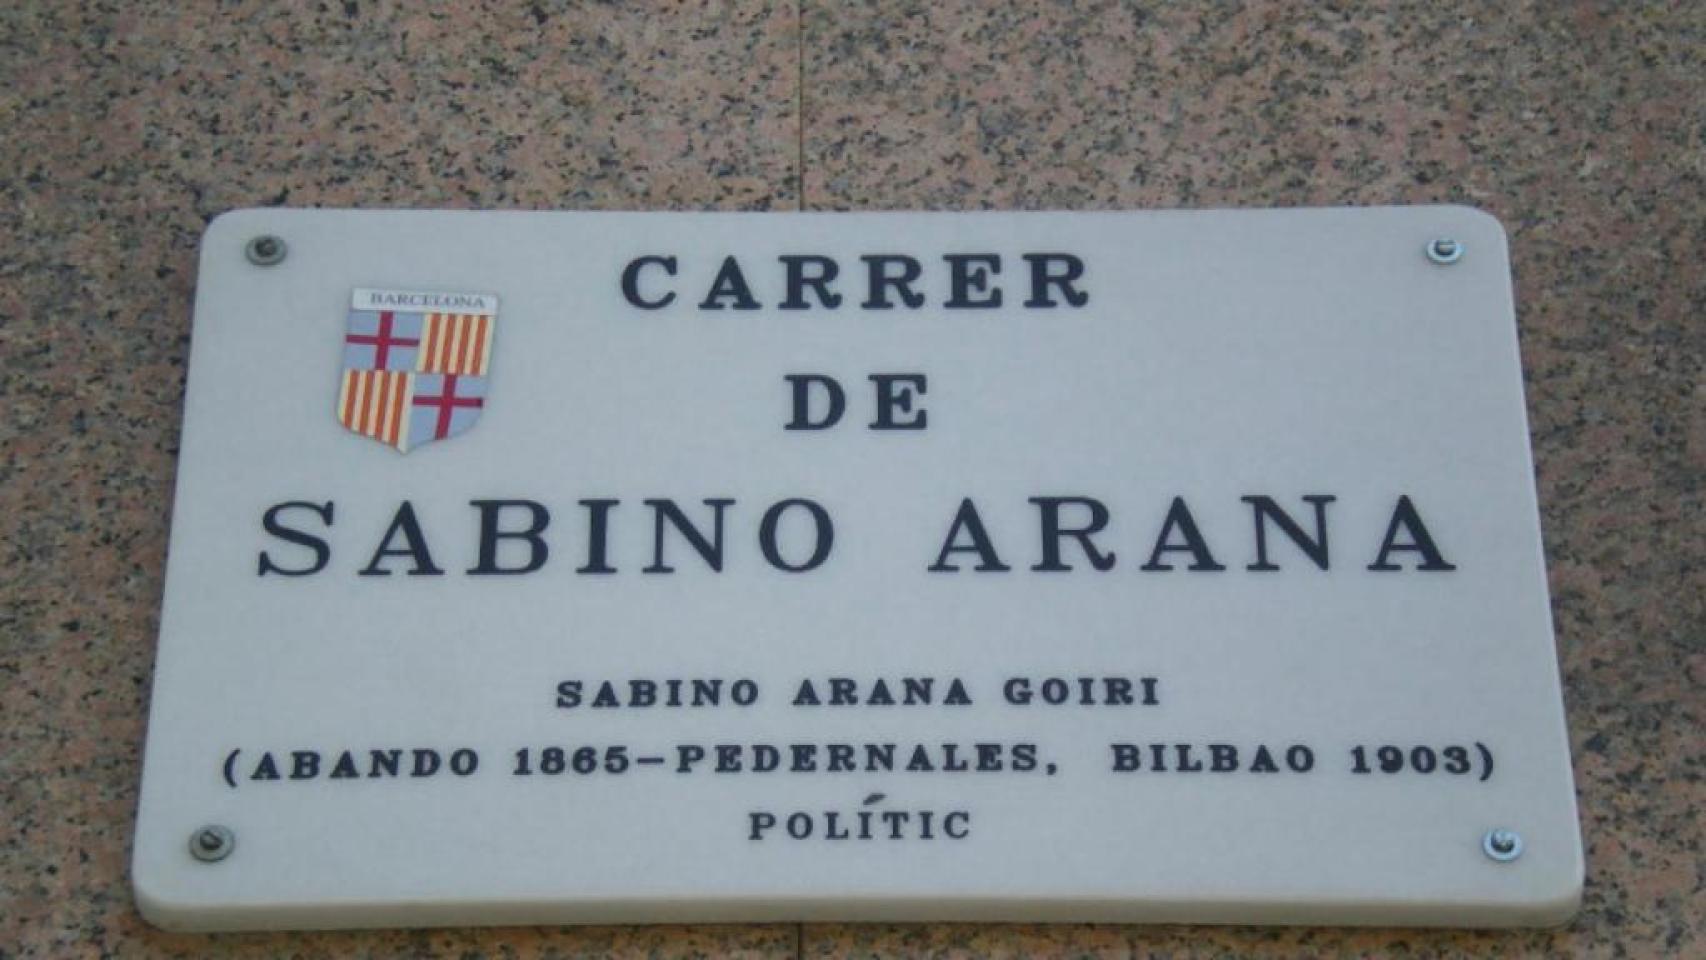 BARCELONA
CARRER
DE
SABINO ARANA
SABINO ARANA GOIRI
(ABANDO 1865-PEDERNALES, BILBAO 1903)
POLÍTIC